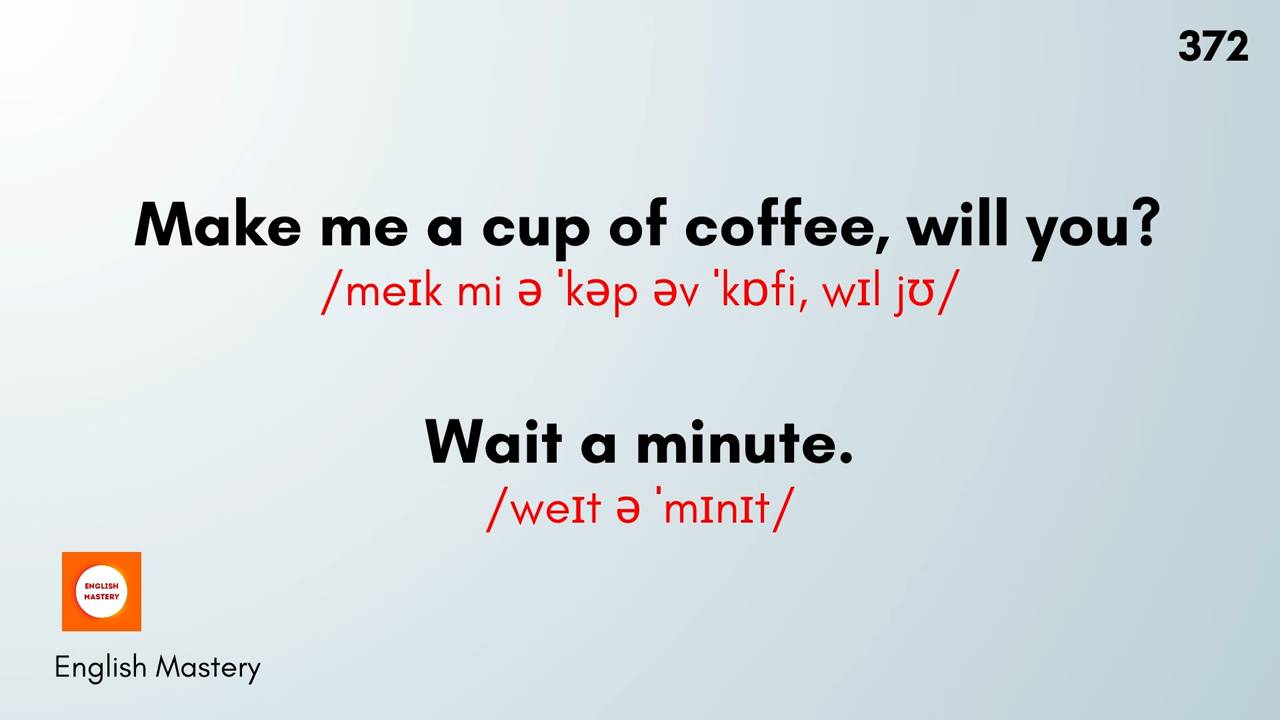 372
Make me a cup of coffee, will you?
/meɪk mi ə ˈkəp əv ˈkɒfi, wɪl jʊ/
Wait a minute.
/weɪt ə ˈmɪnɪt/
ENGLISH
MASTERY
English Mastery